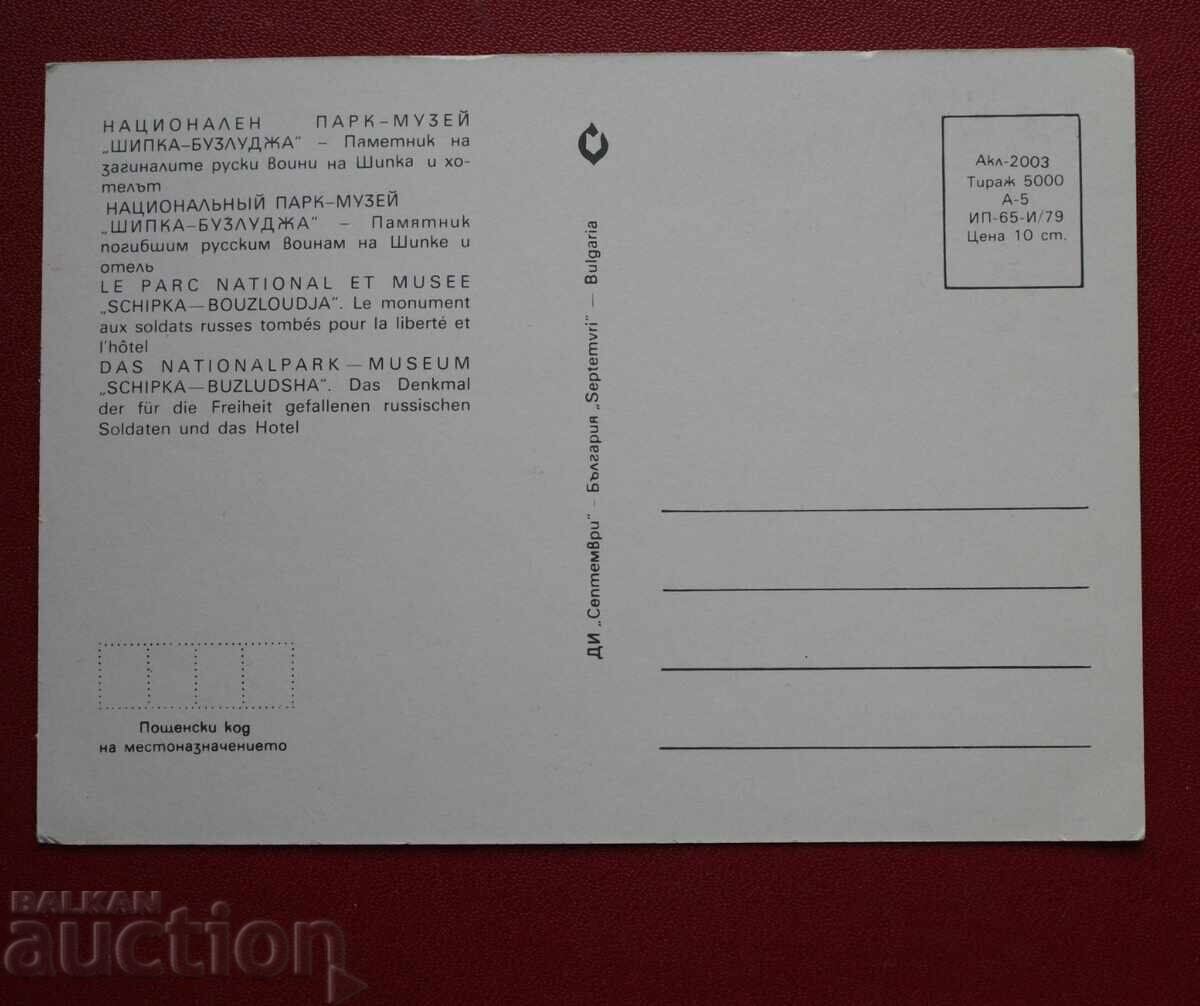 НАЦИОНАЛЕН ПАРК–МУЗЕЙ
„ШИПКА–БУЗЛУДЖА“ – Паметник на
загиналите руски воини на Шипка и хо-
телът
НАЦИОНАЛЬНЫЙ ПАРК–МУЗЕЙ
„ШИПКА–БУЗЛУДЖА“ – Памятник
погибшим русским воинам на Шипке и
отель
LE PARC NATIONAL ET MUSEE
„SCHIPKA—BOUZLOUDJA“. Le monument
aux soldats russes tombés pour la liberté et
l'hôtel
DAS NATIONALPARK—MUSEUM
„SCHIPKA—BUZLUDSHA“. Das Denkmal
der für die Freiheit gefallenen russischen
Soldaten und das Hotel
Пощенски код
на местоназначението
ДИ „Септември“ – България „Septemvri“ — Bulgaria
Акл-2003
Тираж 5000
А-5
ИП-65-И/79
Цена 10 ст.
BALKAN
auction